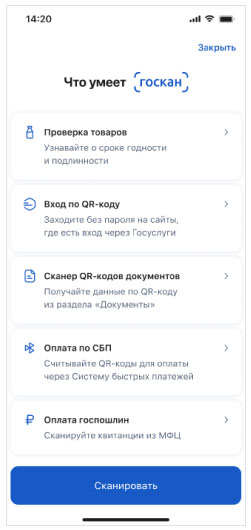 14:20
Закрыть
Что умеет госкан
Проверка товаров
Узнавайте о сроке годности
и подлинности
Вход по QR-коду
Заходите без пароля на сайты,
где есть вход через Госуслуги
Сканер QR-кодов документов
Получайте данные по QR-коду
из раздела «Документы»
Оплата по СБП
Считывайте QR-коды для оплаты
через Систему быстрых платежей
Оплата госпошлин
Сканируйте квитанции из МФЦ
Сканировать